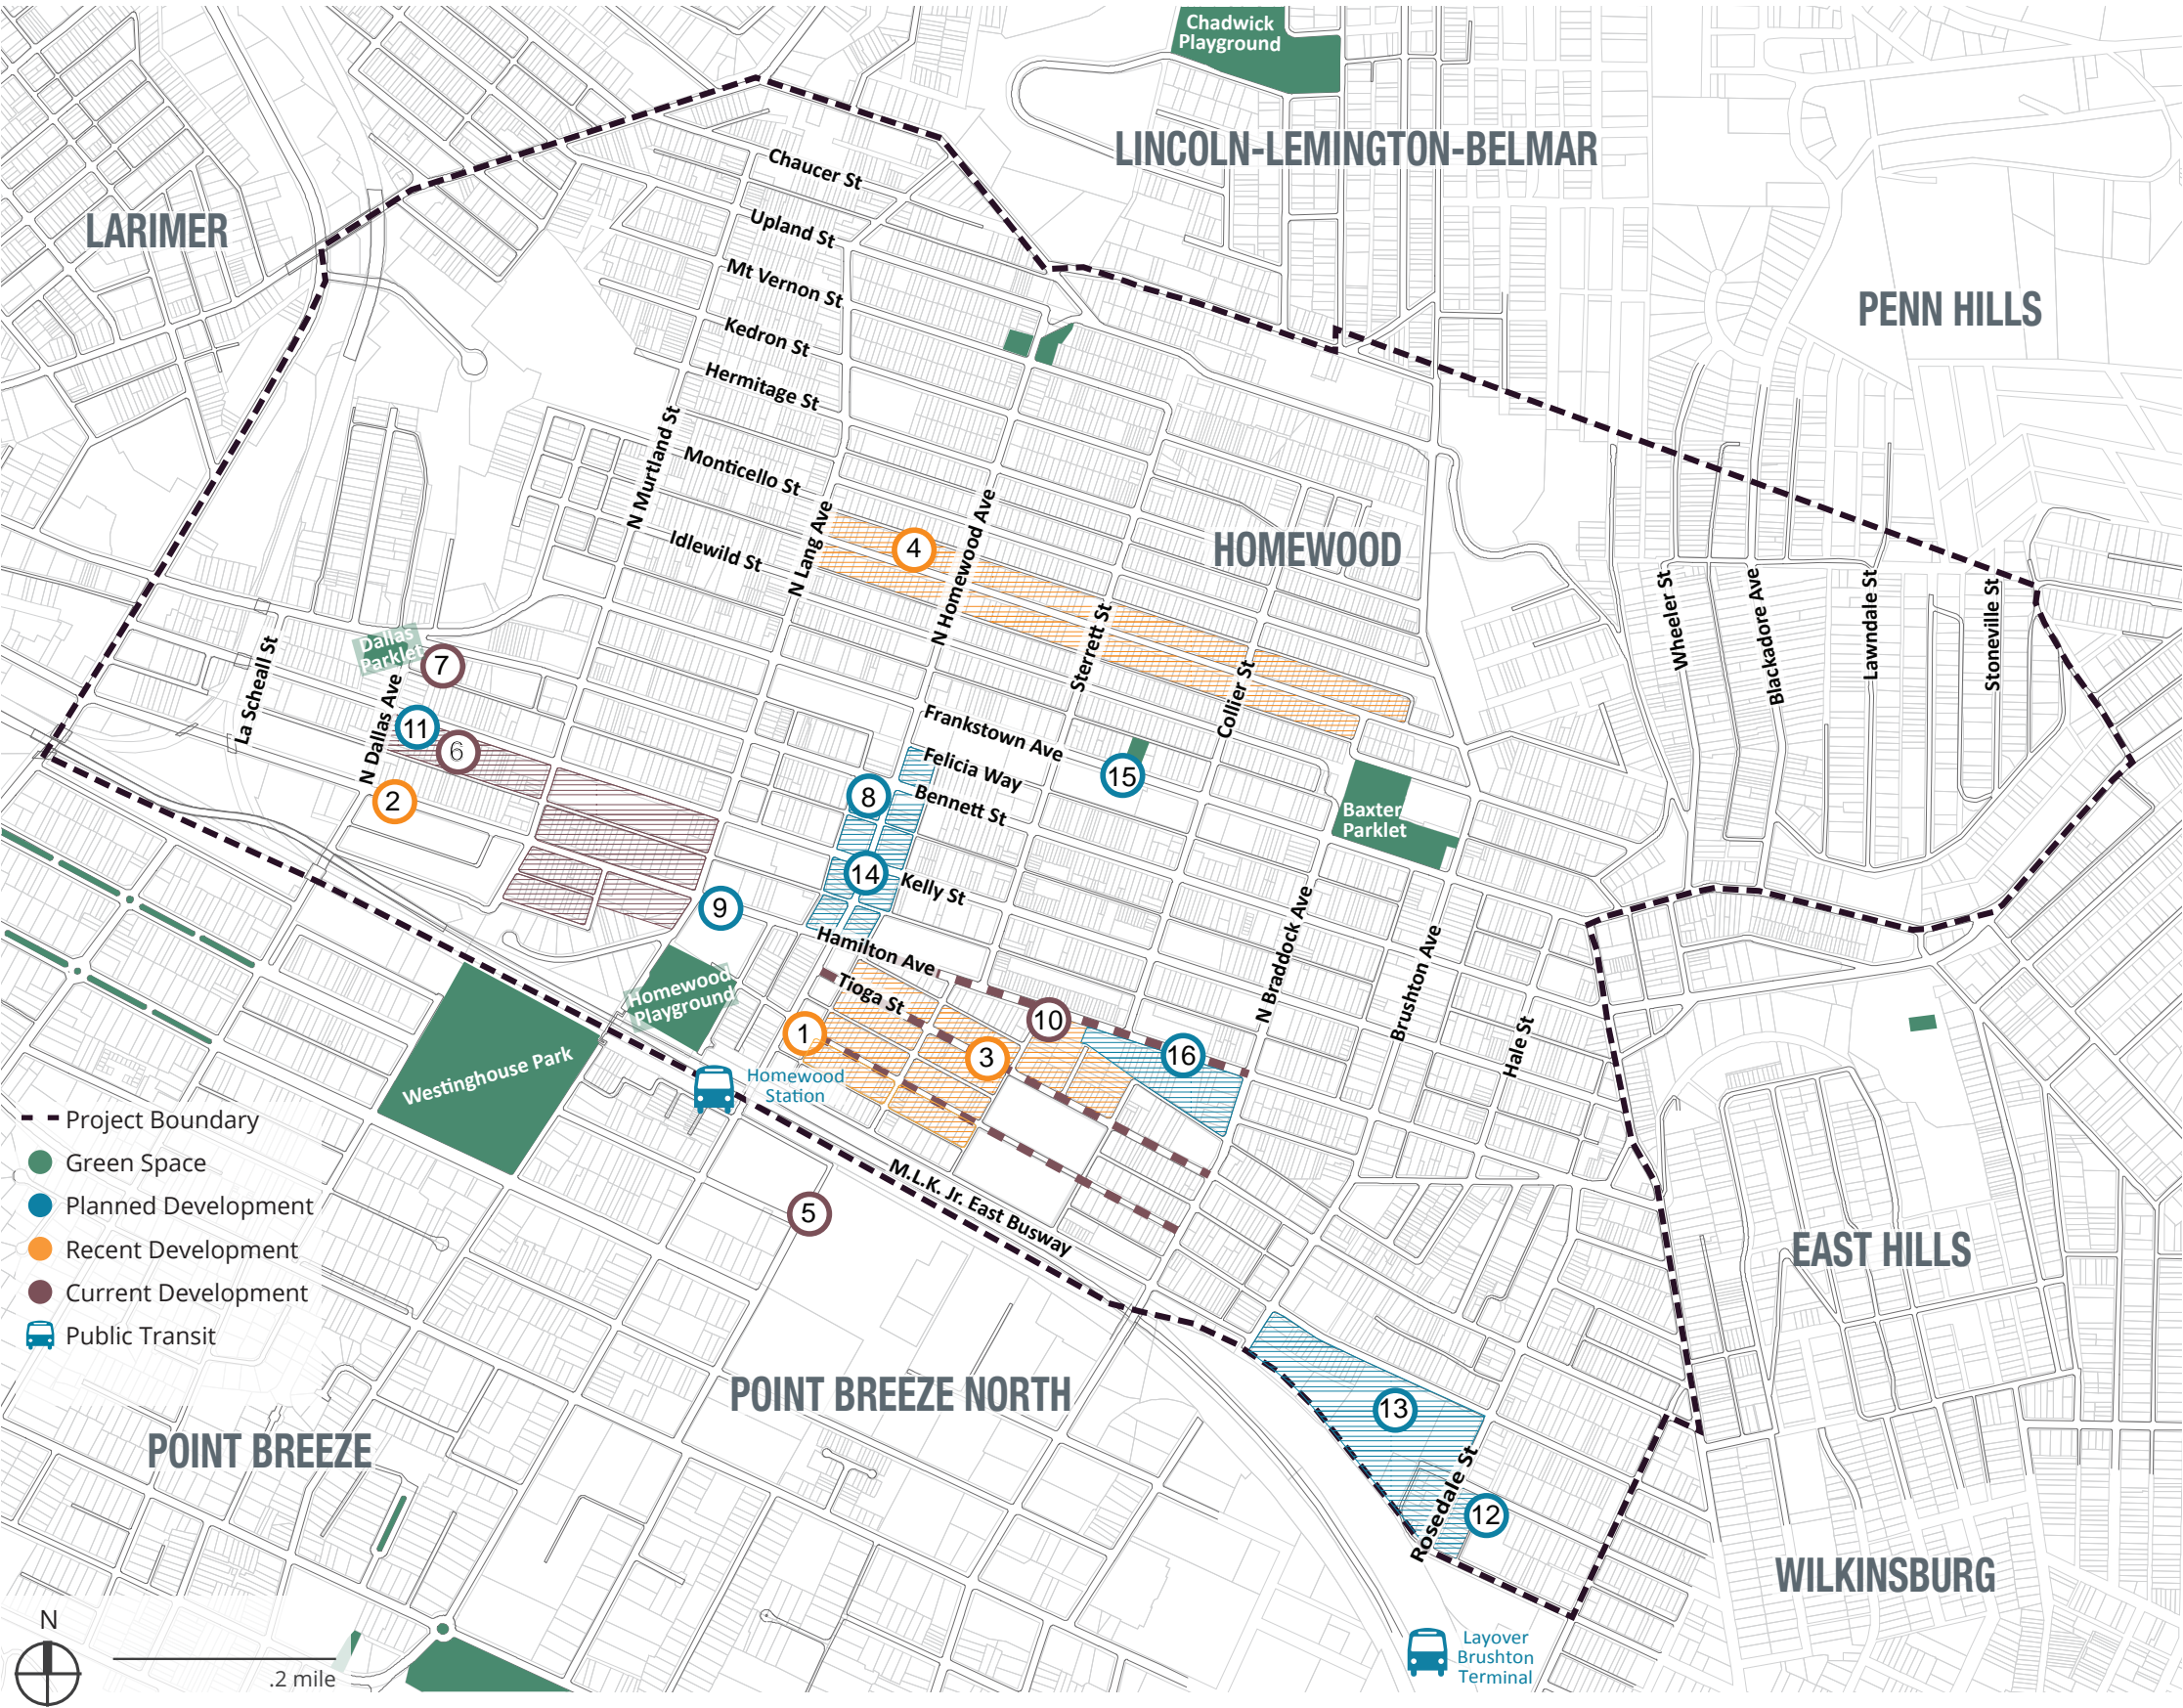 Chadwick
Playground
LINCOLN-LEMINGTON-BELMAR
LARIMER
Chaucer St
Upland St
Mt Vernon St
Kedron St
Hermitage St
PENN HILLS
N Murtland St
Monticello St
N Lang Ave
N Homewood Ave
Idlewild St
4
HOMEWOOD
Wheeler St
Blackadore Ave
Lawndale St
Stoneville St
Sterrett St
Collier St
La Scheall St
Dallas
Parklet
7
N Dallas Ave
11
6
2
Frankstown Ave
Felicia Way
Bennett St
15
8
Baxter
Parklet
14
Kelly St
9
N Braddock Ave
Brushton Ave
Hale St
Hamilton Ave
Tioga St
Homewood
Playground
1
3
10
16
Westinghouse Park
Homewood
Station
M.L.K. Jr. East Busway
5
Project Boundary
Green Space
Planned Development
Recent Development
Current Development
Public Transit
EAST HILLS
POINT BREEZE NORTH
POINT BREEZE
13
Rosedale St
12
WILKINSBURG
N
.2 mile
Layover
Brushton
Terminal